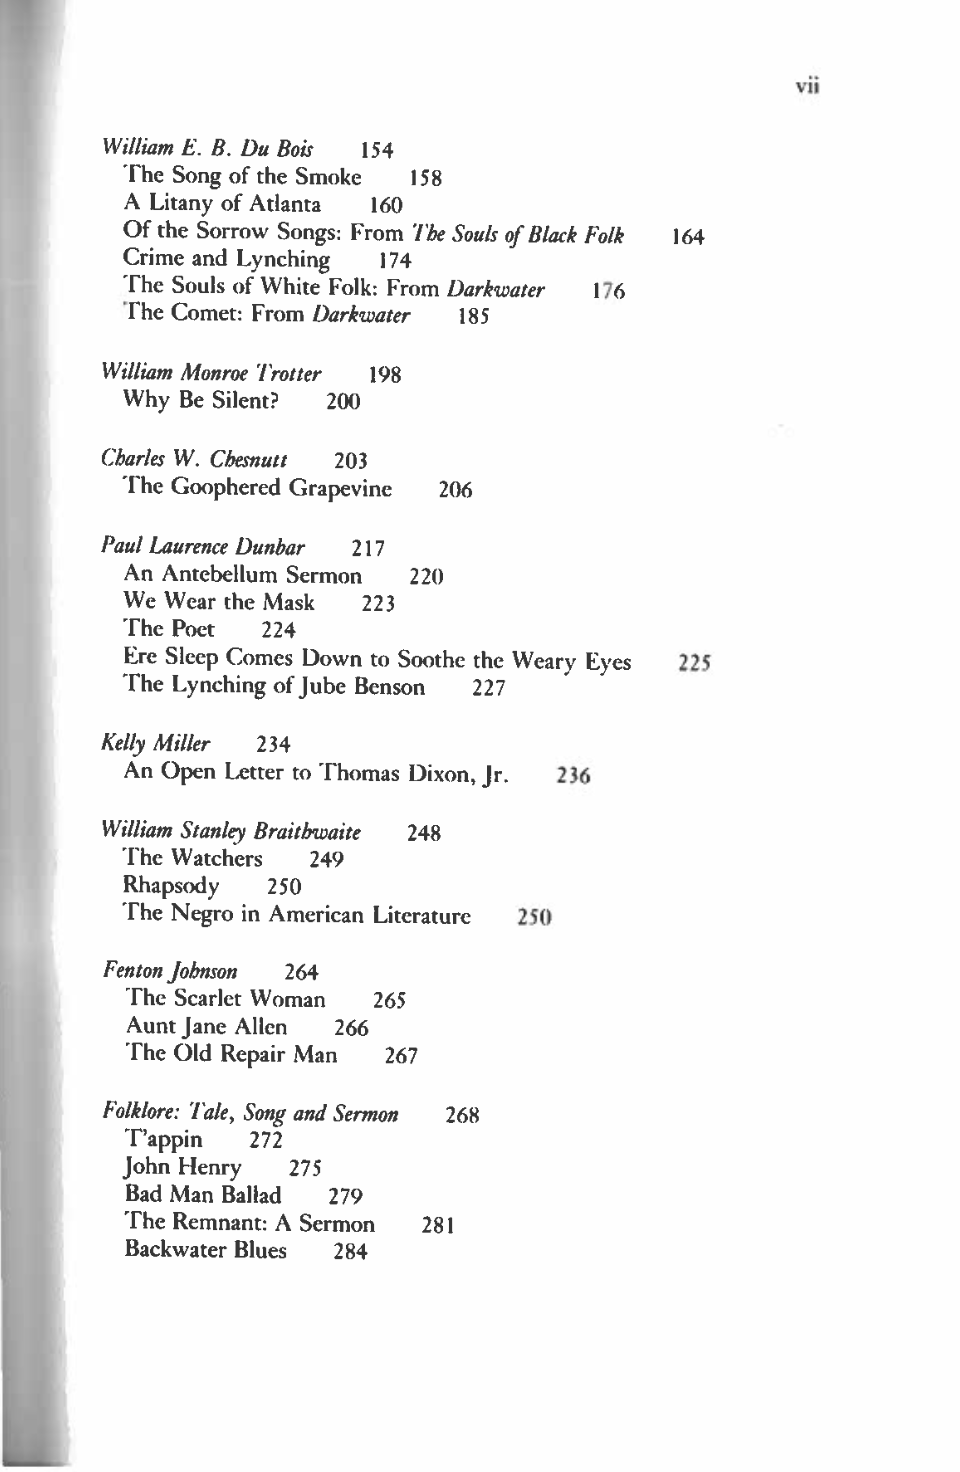 vii
William E. B. Du Bois 154
The Song of the Smoke 158
A Litany of Atlanta 160
Of the Sorrow Songs: From The Souls of Black Folk 164
Crime and Lynching 174
The Souls of White Folk: From Darkwater 176
The Comet: From Darkwater 185
William Monroe Trotter 198
Why Be Silent? 200
Charles W. Chesnutt 203
The Goophered Grapevine 206
Paul Laurence Dunbar 217
An Antebellum Sermon 220
We Wear the Mask 223
The Poet 224
Ere Sleep Comes Down to Soothe the Weary Eyes 225
The Lynching of Jube Benson 227
Kelly Miller 234
An Open Letter to Thomas Dixon, Jr. 236
William Stanley Braithwaite 248
The Watchers 249
Rhapsody 250
The Negro in American Literature 250
Fenton Johnson 264
The Scarlet Woman 265
Aunt Jane Allen 266
The Old Repair Man 267
Folklore: Tale, Song and Sermon 268
T'appin 272
John Henry 275
Bad Man Ballad 279
The Remnant: A Sermon 281
Backwater Blues 284